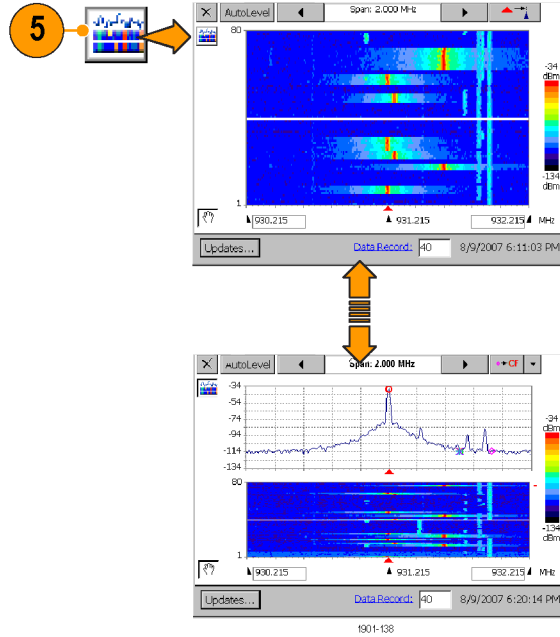 5
AutoLevel Span: 2.000 MHz
80
-34
dBm
-134
dBm
1
930.215 931.215 932.215 MHz
Updates... Data Record: 40 8/9/2007 6:11:03 PM
AutoLevel Span: 2.000 MHz CF
-34
-54
-74
-94
-114
-134
-34
dBm
80
-134
dBm
1
930.215 931.215 932.215 MHz
Updates... Data Record: 40 8/9/2007 6:20:14 PM
1901-138